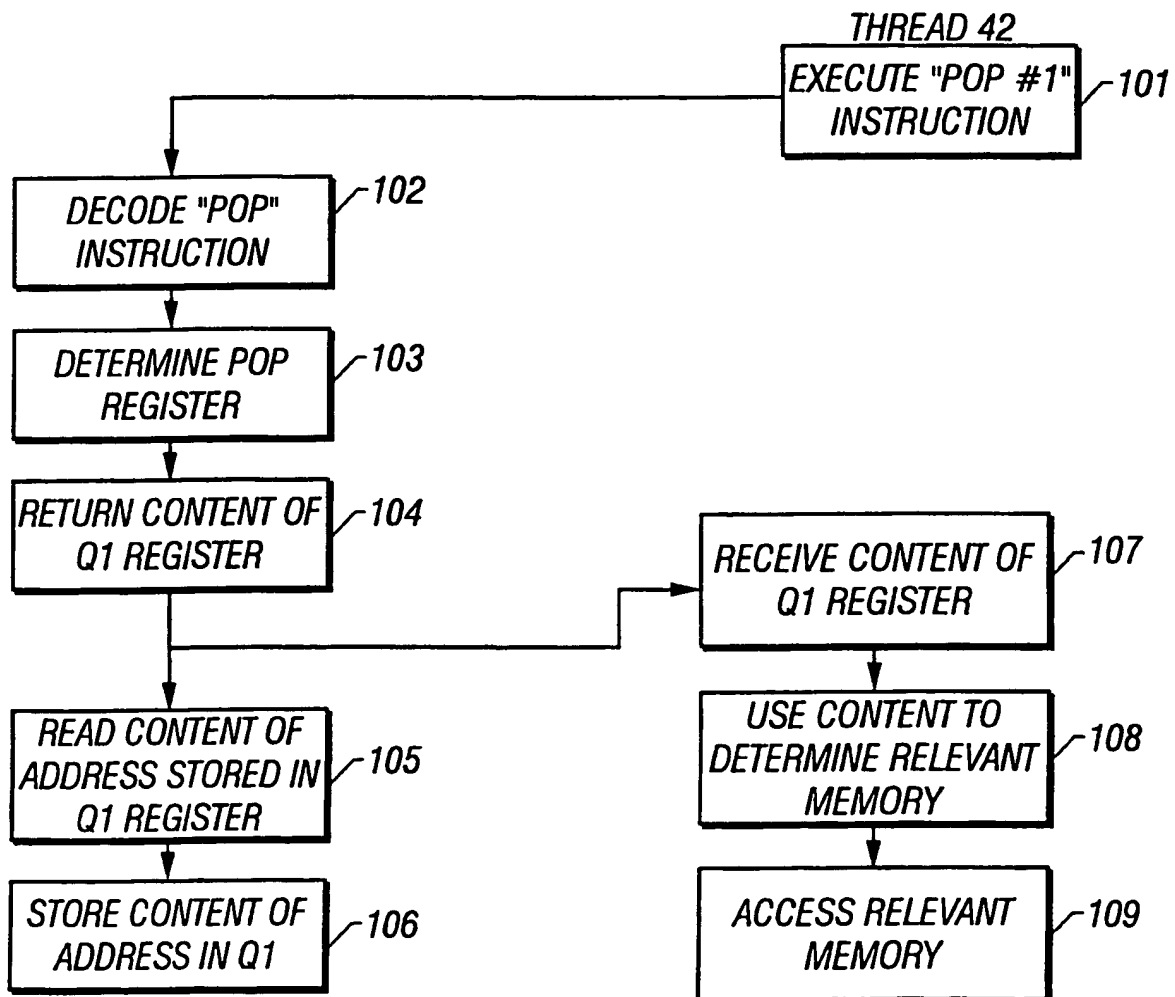 THREAD 42
EXECUTE "POP #1"
INSTRUCTION
101
DECODE "POP"
INSTRUCTION
102
DETERMINE POP
REGISTER
103
RETURN CONTENT OF
Q1 REGISTER
104
READ CONTENT OF
ADDRESS STORED IN
Q1 REGISTER
105
STORE CONTENT OF
ADDRESS IN Q1
106
RECEIVE CONTENT OF
Q1 REGISTER
107
USE CONTENT TO
DETERMINE RELEVANT
MEMORY
108
ACCESS RELEVANT
MEMORY
109